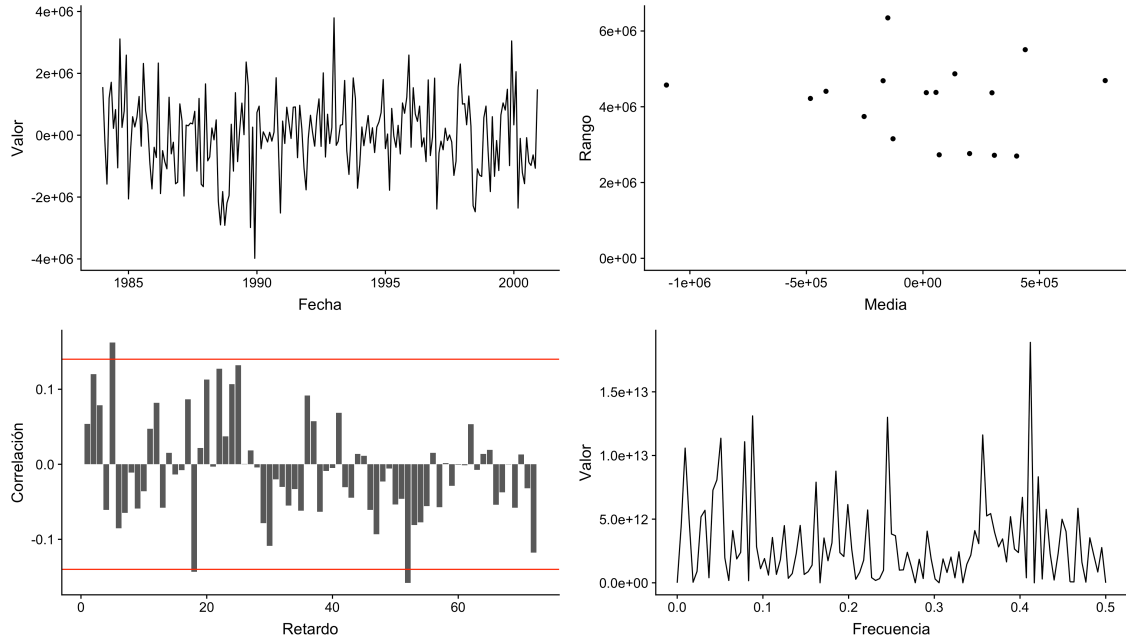 4e+06
2e+06
0e+00
-2e+06
-4e+06
Valor
1985
1990
1995
2000
Fecha
6e+06
4e+06
2e+06
0e+00
Rango
-1e+06
-5e+05
0e+00
5e+05
Media
0.1
0.0
-0.1
Correlación
0
20
40
60
Retardo
1.5e+13
1.0e+13
5.0e+12
0.0e+00
Valor
0.0
0.1
0.2
0.3
0.4
0.5
Frecuencia